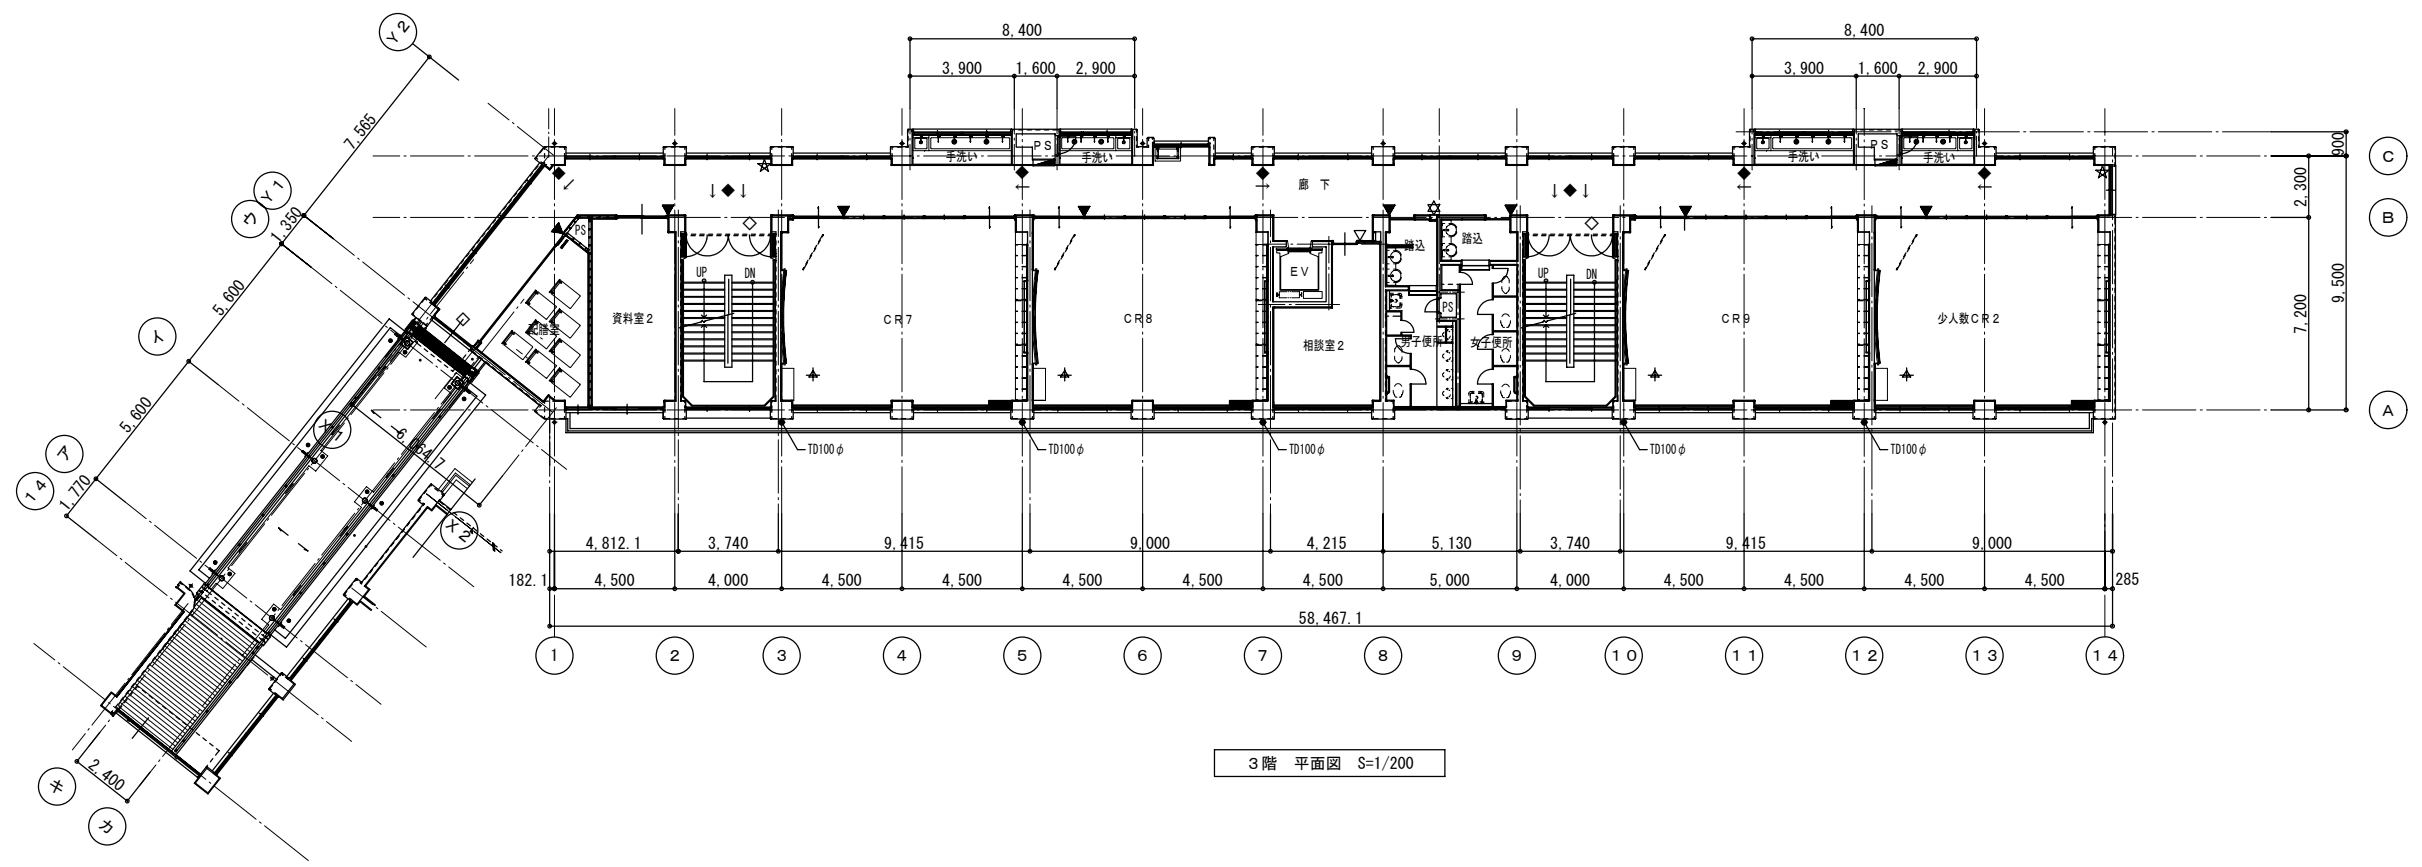 Y2
8,400
8,400
3,900
1,600
2,900
3,900
1,600
2,900
7,565
手洗い
PS
手洗い
手洗い
PS
手洗い
900
C
Y1
ウ
1,350
廊 下
2,300
B
PS
踏込
踏込
UP
DN
EV
UP
DN
9,500
5,600
イ
配膳室
資料室2
CR7
CR8
相談室2
男子便所
PS
女子便所
CR9
少人数CR2
7,200
A
5,600
X1
6,064.7
ア
14
1,770
TD100φ
TD100φ
TD100φ
TD100φ
TD100φ
X2
4,812.1
3,740
9,415
9,000
4,215
5,130
3,740
9,415
9,000
182.1
4,500
4,000
4,500
4,500
4,500
4,500
4,500
5,000
4,000
4,500
4,500
4,500
4,500
285
58,467.1
1
2
3
4
5
6
7
8
9
10
11
12
13
14
2,400
キ
カ
3階 平面図 S=1/200